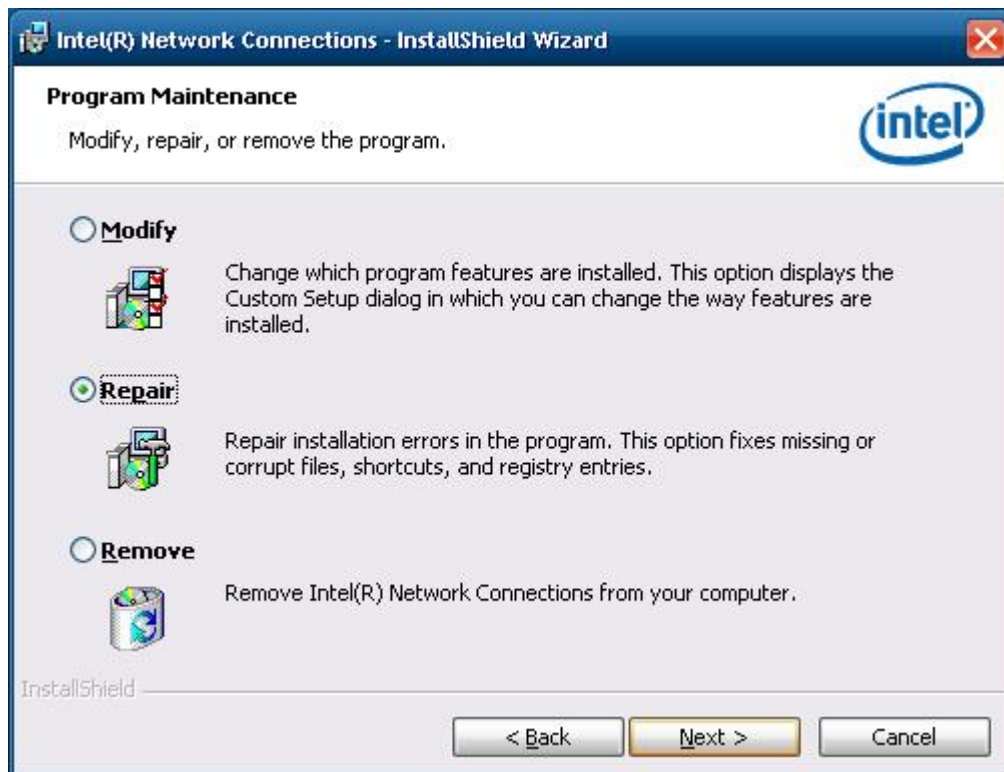 Intel(R) Network Connections - InstallShield Wizard
Program Maintenance
Modify, repair, or remove the program.
intel
Modify
Change which program features are installed. This option displays the
Custom Setup dialog in which you can change the way features are
installed.
Repair
Repair installation errors in the program. This option fixes missing or
corrupt files, shortcuts, and registry entries.
Remove
Remove Intel(R) Network Connections from your computer.
InstallShield
< Back
Next >
Cancel